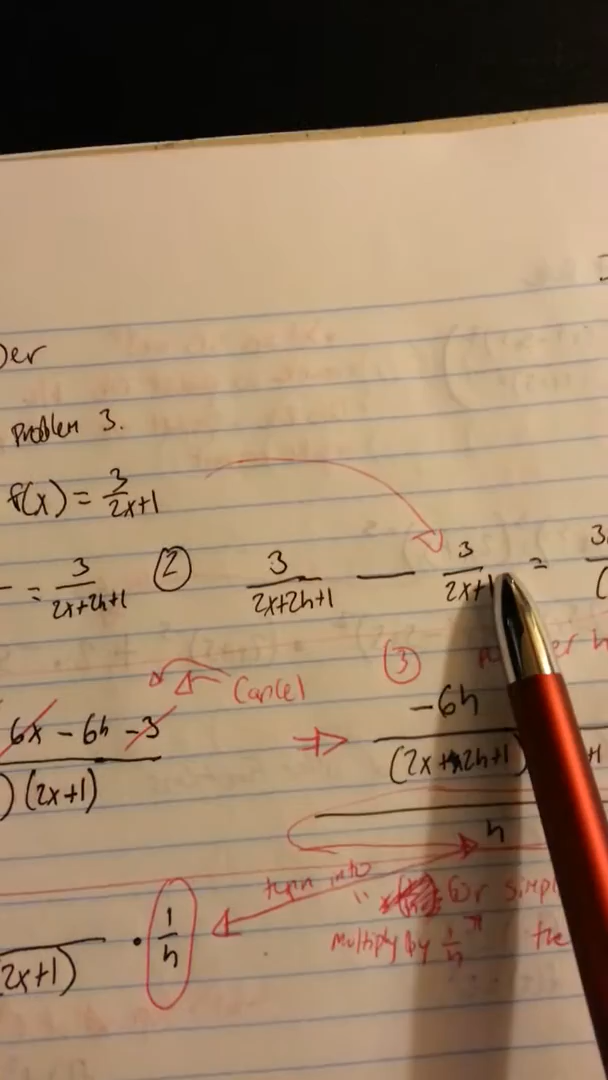 Problem 3.
f(x) = 3/2x+1
= 3/2x+2h+1 ② 3/2x+2h+1 — 3/2x+1 =
③
Cancel
6x - 6h - 3
) (2x+1)
⇒ -6h
(2x+2h+1)
h
turn into
" for
multiply by 1/h "
2x+1) · 1/h